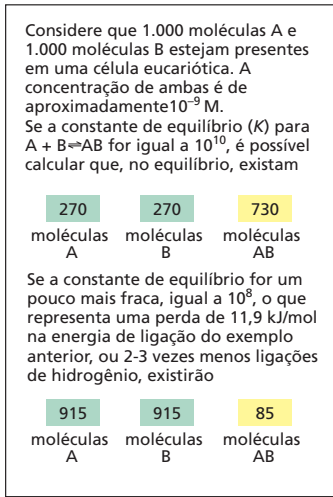 Considere que 1.000 moléculas A e
1.000 moléculas B estejam presentes
em uma célula eucariótica. A
concentração de ambas é de
aproximadamente10⁻⁹ M.
Se a constante de equilíbrio (K) para
A + B⇌AB for igual a 10¹⁰, é possível
calcular que, no equilíbrio, existam
270 270 730
moléculas moléculas moléculas
A B AB
Se a constante de equilíbrio for um
pouco mais fraca, igual a 10⁸, o que
representa uma perda de 11,9 kJ/mol
na energia de ligação do exemplo
anterior, ou 2-3 vezes menos ligações
de hidrogênio, existirão
915 915 85
moléculas moléculas moléculas
A B AB